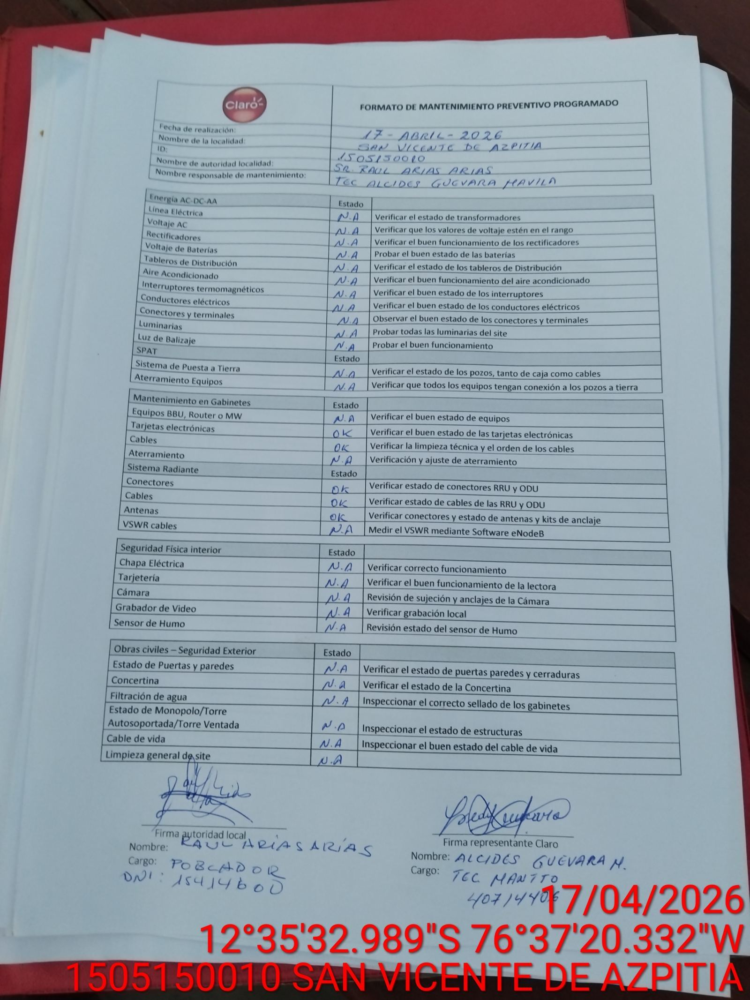 Claro
FORMATO DE MANTENIMIENTO PREVENTIVO PROGRAMADO
Fecha de realización: 17 - ABRIL - 2026
Nombre de la localidad: SAN VICENTE DE AZPITIA
ID: 1505150010
Nombre de autoridad localidad: SR. RAUL ARIAS ARIAS
Nombre responsable de mantenimiento: TEC ALCIDES GUEVARA MAVILA
Energía AC-DC-AA Estado
Línea Eléctrica N.A Verificar el estado de transformadores
Voltaje AC N.A Verificar que los valores de voltaje estén en el rango
Rectificadores N.A Verificar el buen funcionamiento de los rectificadores
Voltaje de Baterías N.A Probar el buen estado de las baterías
Tableros de Distribución N.A Verificar el estado de los tableros de Distribución
Aire Acondicionado N.A Verificar el buen funcionamiento del aire acondicionado
Interruptores termomagnéticos N.A Verificar el buen estado de los interruptores
Conductores eléctricos N.A Verificar el buen estado de los conductores eléctricos
Conectores y terminales N.A Observar el buen estado de los conectores y terminales
Luminarias N.A Probar todas las luminarias del site
Luz de Balizaje N.A Probar el buen funcionamiento
SPAT Estado
Sistema de Puesta a Tierra N.A Verificar el estado de los pozos, tanto de caja como cables
Aterramiento Equipos N.A Verificar que todos los equipos tengan conexión a los pozos a tierra
Mantenimiento en Gabinetes Estado
Equipos BBU, Router o MW N.A Verificar el buen estado de equipos
Tarjetas electrónicas OK Verificar el buen estado de las tarjetas electrónicas
Cables OK Verificar la limpieza técnica y el orden de los cables
Aterramiento N.A Verificación y ajuste de aterramiento
Sistema Radiante Estado
Conectores OK Verificar estado de conectores RRU y ODU
Cables OK Verificar estado de cables de las RRU y ODU
Antenas OK Verificar conectores y estado de antenas y kits de anclaje
VSWR cables N.A Medir el VSWR mediante Software eNodeB
Seguridad Física interior Estado
Chapa Eléctrica N.A Verificar correcto funcionamiento
Tarjetería N.A Verificar el buen funcionamiento de la lectora
Cámara N.A Revisión de sujeción y anclajes de la Cámara
Grabador de Video N.A Verificar grabación local
Sensor de Humo N.A Revisión estado del sensor de Humo
Obras civiles – Seguridad Exterior Estado
Estado de Puertas y paredes N.A Verificar el estado de puertas paredes y cerraduras
Concertina N.A Verificar el estado de la Concertina
Filtración de agua N.A Inspeccionar el correcto sellado de los gabinetes
Estado de Monopolo/Torre
Autosoportada/Torre Ventada N.A Inspeccionar el estado de estructuras
Cable de vida N.A Inspeccionar el buen estado del cable de vida
Limpieza general de site N.A
Firma autoridad local
Nombre: RAUL ARIAS ARÍAS
Cargo: POBLADOR
DNI: 15414600
Firma representante Claro
Nombre: ALCIDES GUEVARA M.
Cargo: TEC MANTTO
40714406
17/04/2026
12°35'32.989"S 76°37'20.332"W
1505150010 SAN VICENTE DE AZPITIA